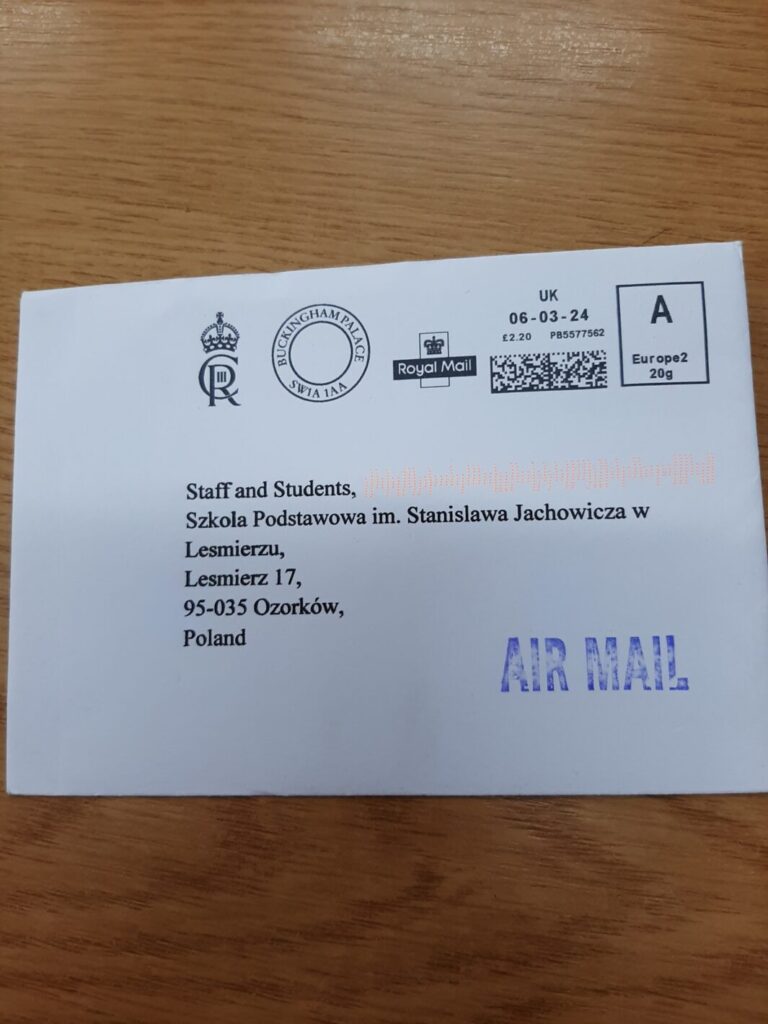 CIIIR
BUCKINGHAM PALACE
SW1A 1AA
Royal Mail
UK
06-03-24
£2.20 PB5577562
A
Europe2
20g
Staff and Students,
Szkola Podstawowa im. Stanislawa Jachowicza w
Lesmierzu,
Lesmierz 17,
95-035 Ozorków,
Poland
AIR MAIL